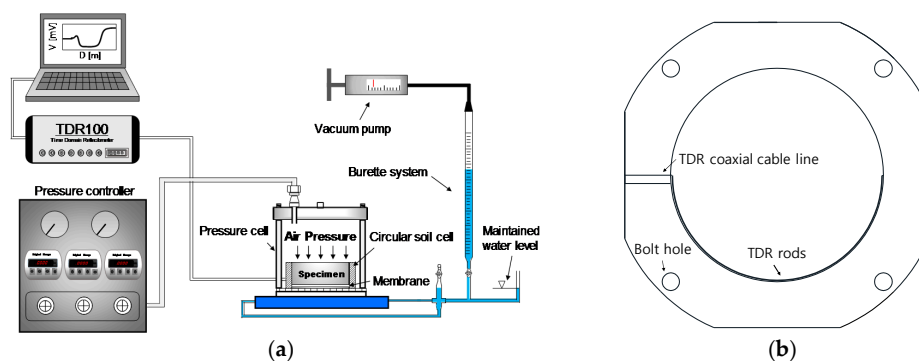 V [mV]
D [m]
TDR100
Time Domain Reflectometer
Vacuum pump
Burette system
Pressure controller
Pressure cell
Air Pressure
Circular soil cell
Maintained
water level
Specimen
Membrane
(a)
TDR coaxial cable line
Bolt hole
TDR rods
(b)